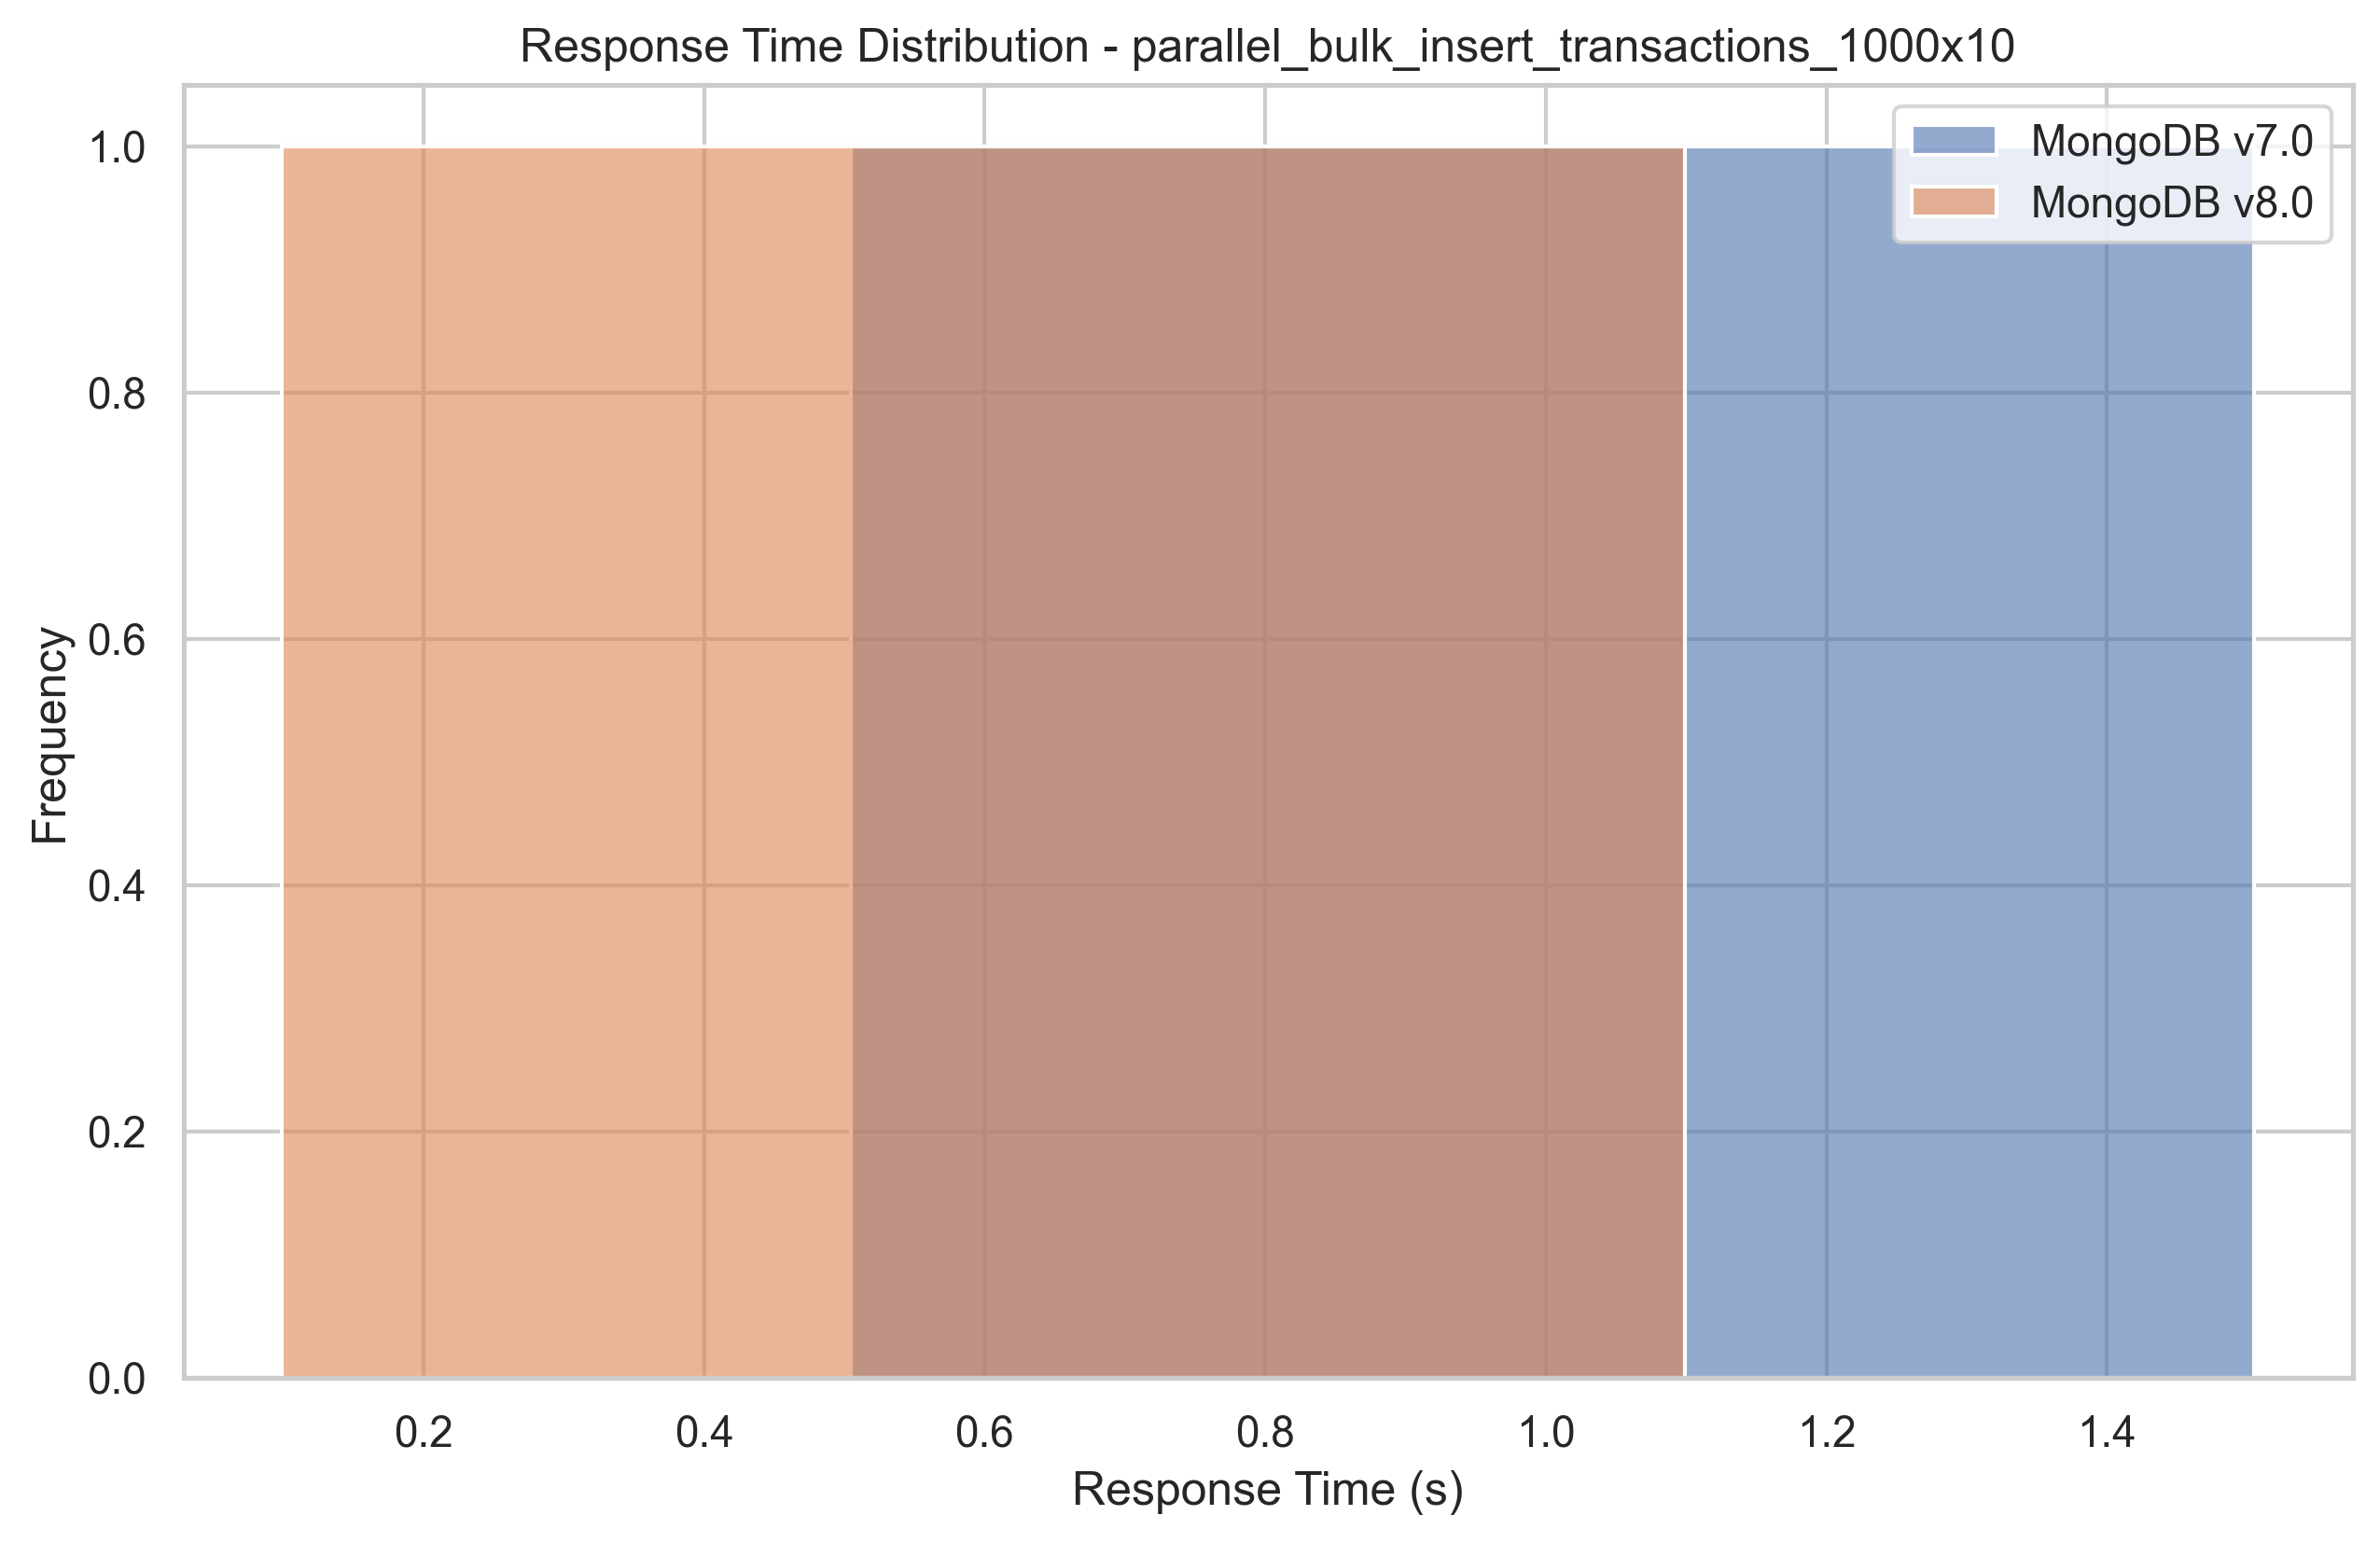 Response Time Distribution - parallel_bulk_insert_transactions_1000x10
MongoDB v7.0
MongoDB v8.0
Frequency
1.0
0.8
0.6
0.4
0.2
0.0
0.2 0.4 0.6 0.8 1.0 1.2 1.4
Response Time (s)